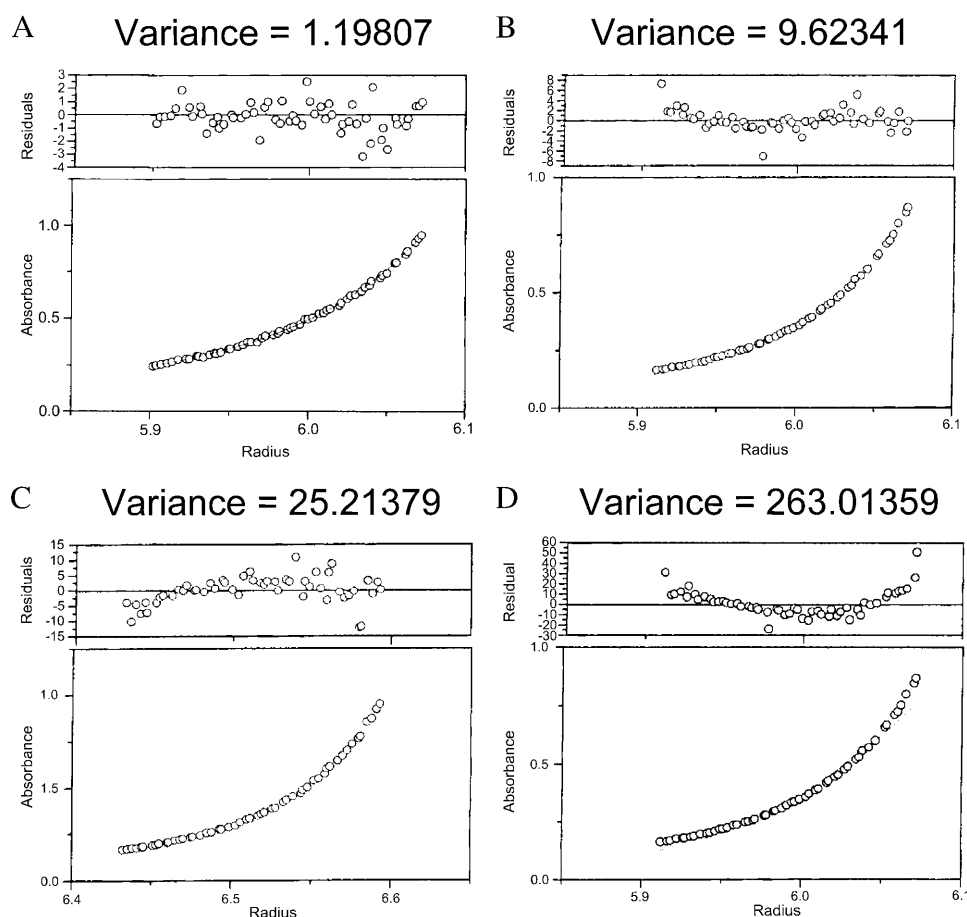 A
Variance = 1.19807
Residuals
3
2
1
0
-1
-2
-3
-4
Absorbance
1.0
0.5
0.0
5.9
6.0
6.1
Radius
B
Variance = 9.62341
Residuals
8
6
4
2
0
-2
-4
-6
-8
Absorbance
1.0
0.5
0.0
5.9
6.0
6.1
Radius
C
Variance = 25.21379
Residuals
15
10
5
0
-5
-10
-15
Absorbance
1.0
1.5
0.0
6.4
6.5
6.6
Radius
D
Variance = 263.01359
Residual
60
50
40
30
20
10
0
-10
-20
-30
Absorbance
1.0
0.5
0.0
5.9
6.0
Radius